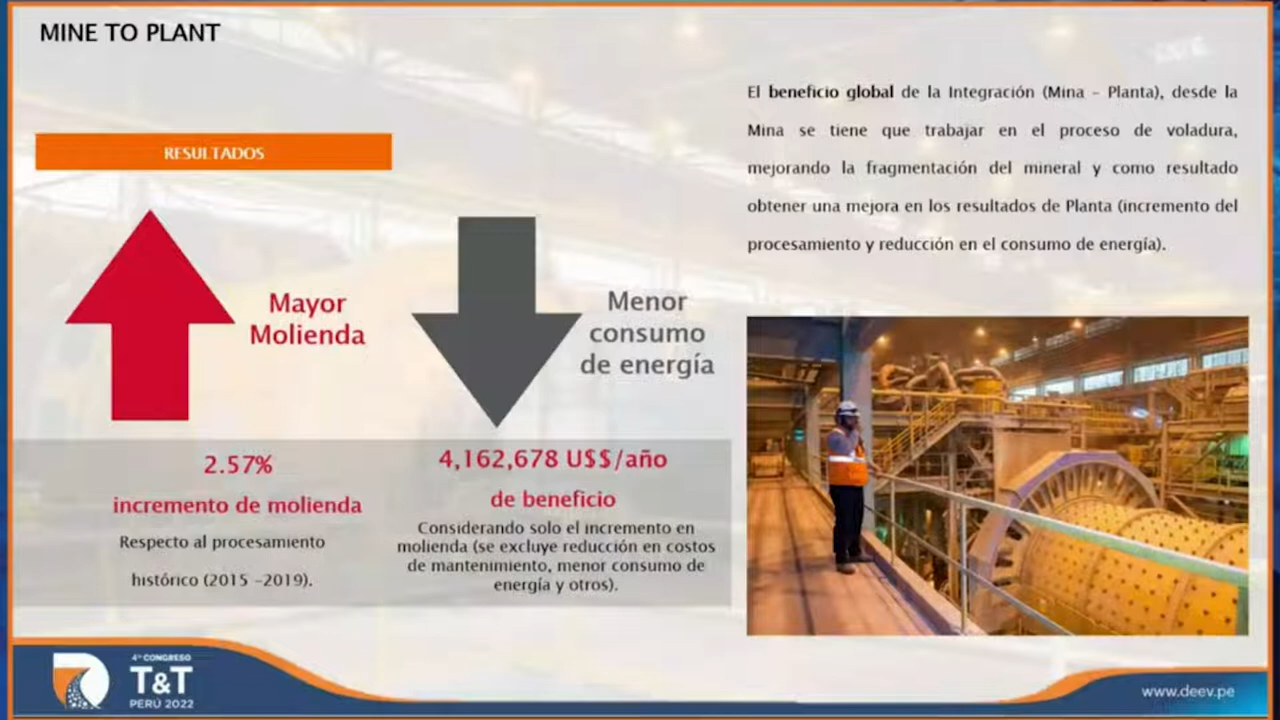 MINE TO PLANT
RESULTADOS
Mayor
Molienda
Menor
consumo
de energía
2.57%
incremento de molienda
Respecto al procesamiento
histórico (2015 –2019).
4,162,678 U$$/año
de beneficio
Considerando solo el incremento en
molienda (se excluye reducción en costos
de mantenimiento, menor consumo de
energía y otros).
El beneficio global de la Integración (Mina – Planta), desde la
Mina se tiene que trabajar en el proceso de voladura,
mejorando la fragmentación del mineral y como resultado
obtener una mejora en los resultados de Planta (incremento del
procesamiento y reducción en el consumo de energía).
4to CONGRESO
T&T
PERÚ 2022
www.deev.pe